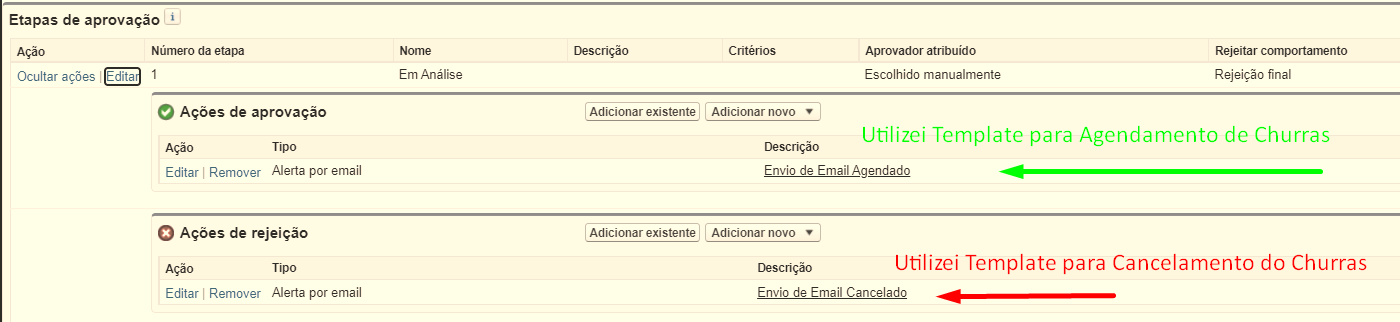 Etapas de aprovação i
Ação Número da etapa Nome Descrição Critérios Aprovador atribuído Rejeitar comportamento
Ocultar ações | Editar 1 Em Análise Escolhido manualmente Rejeição final
Ações de aprovação Adicionar existente Adicionar novo
Utilizei Template para Agendamento de Churras
Ação Tipo Descrição
Editar | Remover Alerta por email Envio de Email Agendado
Ações de rejeição Adicionar existente Adicionar novo
Utilizei Template para Cancelamento do Churras
Ação Tipo Descrição
Editar | Remover Alerta por email Envio de Email Cancelado